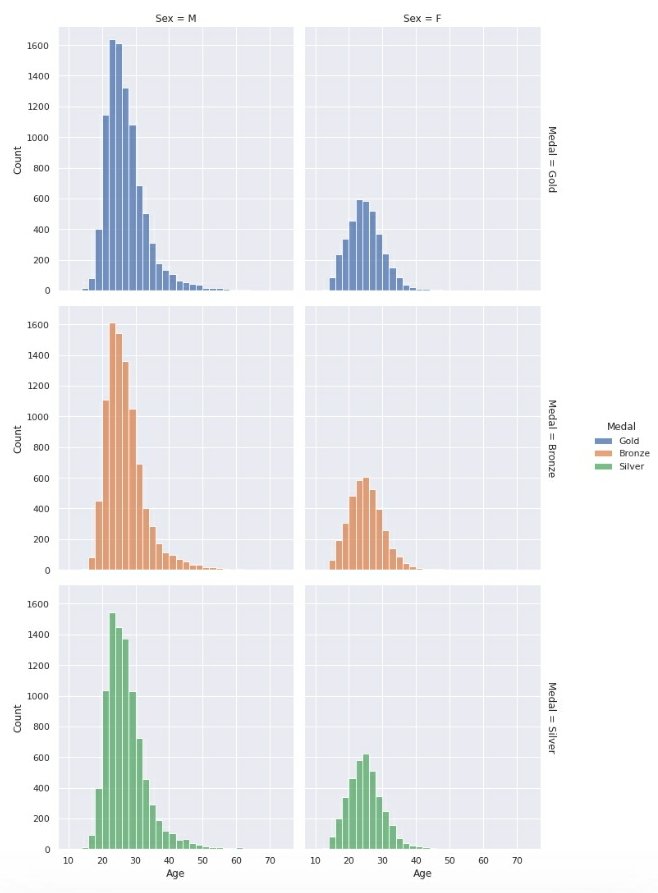 Sex = M
Sex = F
1600
1400
1200
1000
800
600
400
200
0
Count
Medal = Gold
1600
1400
1200
1000
800
600
400
200
0
Count
Medal = Bronze
Medal
Gold
Bronze
Silver
1600
1400
1200
1000
800
600
400
200
0
Count
Medal = Silver
10 20 30 40 50 60 70
10 20 30 40 50 60 70
Age
Age